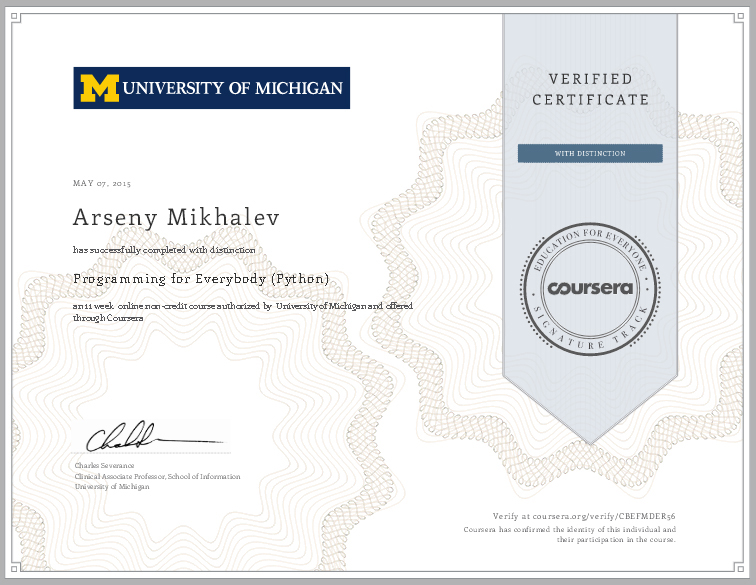 UNIVERSITY OF MICHIGAN
VERIFIED
CERTIFICATE
WITH DISTINCTION
MAY 07, 2015
Arseny Mikhalev
has successfully completed with distinction
Programming for Everybody (Python)
an 11 week online non-credit course authorized by University of Michigan and offered
through Coursera
EDUCATION FOR EVERYONE
coursera
SIGNATURE TRACK
Charles Severance
Clinical Associate Professor, School of Information
University of Michigan
Verify at coursera.org/verify/CBEFMDER56
Coursera has confirmed the identity of this individual and
their participation in the course.